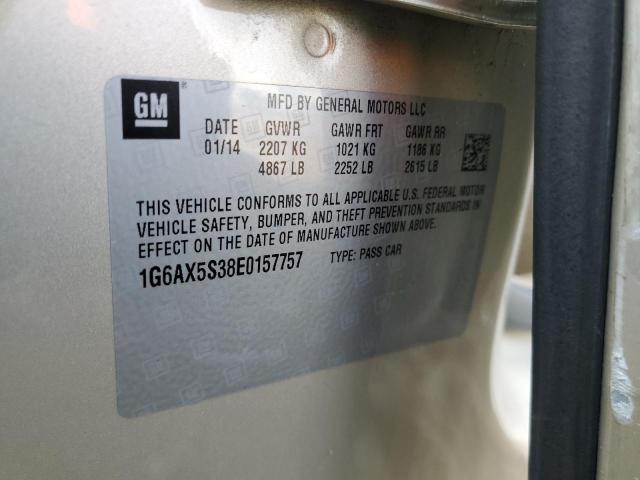 GM
MFD BY GENERAL MOTORS LLC
DATE GVWR GAWR FRT GAWR RR
01/14 2207 KG 1021 KG 1186 KG
4867 LB 2252 LB 2615 LB
THIS VEHICLE CONFORMS TO ALL APPLICABLE U.S. FEDERAL MOTOR
VEHICLE SAFETY, BUMPER, AND THEFT PREVENTION STANDARDS IN
EFFECT ON THE DATE OF MANUFACTURE SHOWN ABOVE.
1G6AX5S38E0157757 TYPE: PASS CAR